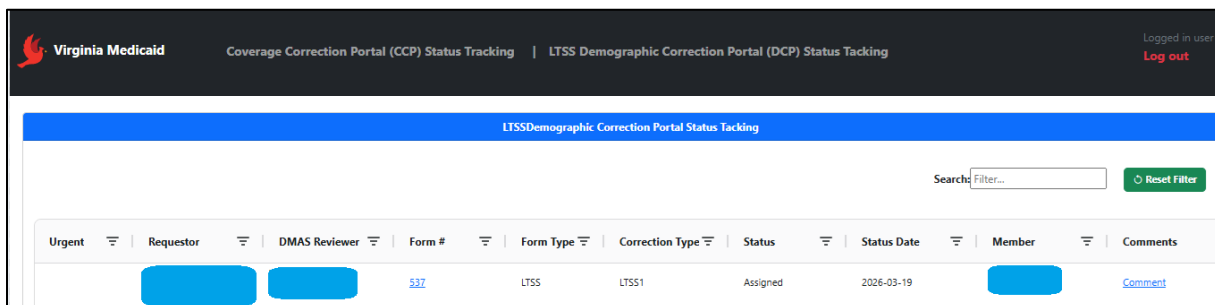 Virginia Medicaid Coverage Correction Portal (CCP) Status Tracking | LTSS Demographic Correction Portal (DCP) Status Tacking Logged in user
Log out
LTSSDemographic Correction Portal Status Tacking
Search: Filter... Reset Filter
Urgent Requestor DMAS Reviewer Form # Form Type Correction Type Status Status Date Member Comments
537 LTSS LTSS1 Assigned 2026-03-19 Comment